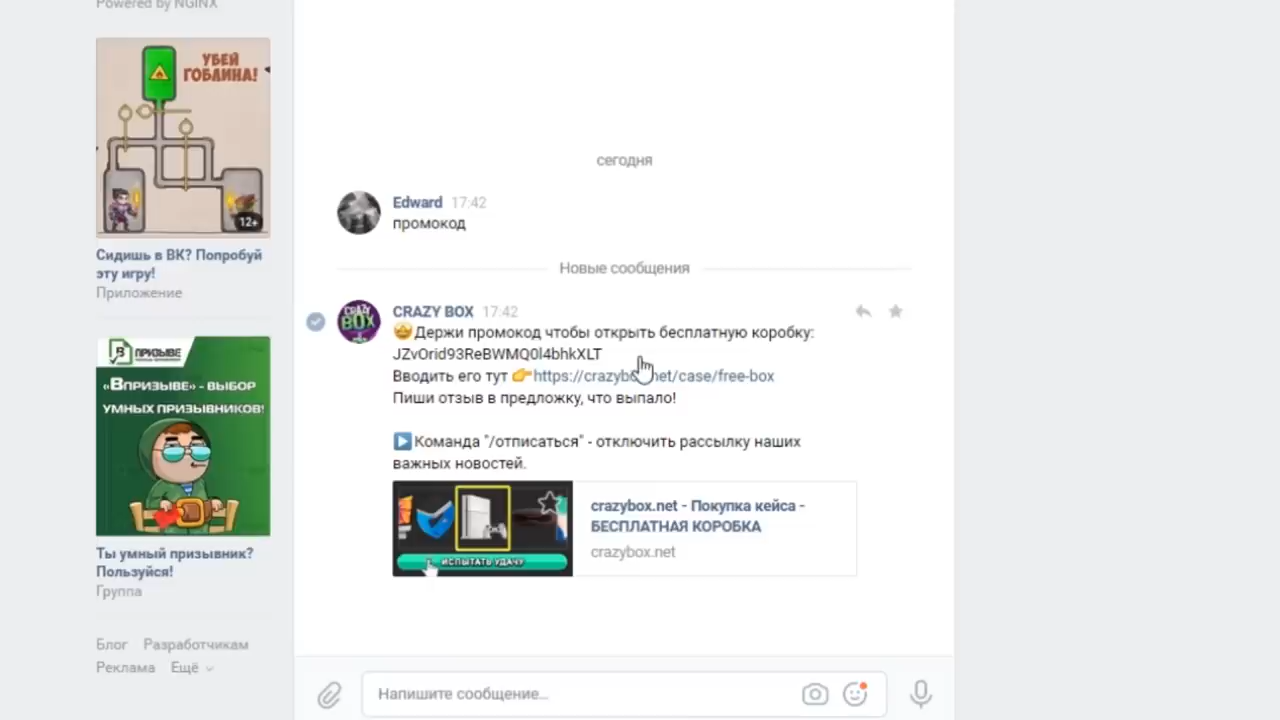 Powered by NGINX
УБЕЙ
ГОБЛИНА!
12+
Сидишь в ВК? Попробуй
эту игру!
Приложение
ПРИЗЫВЕ
«ВПРИЗЫВЕ» - ВЫБОР
УМНЫХ ПРИЗЫВНИКОВ!
Ты умный призывник?
Пользуйся!
Группа
Блог Разработчикам
Реклама Ещё
сегодня
Edward 17:42
промокод
Новые сообщения
CRAZY BOX 17:42
🤩Держи промокод чтобы открыть бесплатную коробку:
JZvOrid93ReBWMQ0l4bhkXLT
Вводить его тут 👉https://crazybox.net/case/free-box
Пиши отзыв в предложку, что выпало!
▶Команда "/отписаться" - отключить рассылку наших
важных новостей.
ИСПЫТАТЬ УДАЧУ
crazybox.net - Покупка кейса -
БЕСПЛАТНАЯ КОРОБКА
crazybox.net
Напишите сообщение...